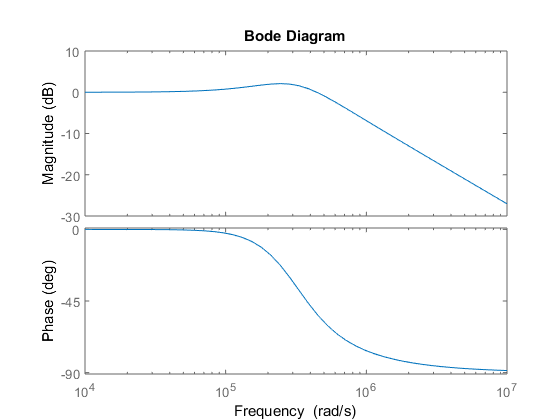 Bode Diagram
Magnitude (dB)
10
0
-10
-20
-30
Phase (deg)
0
-45
-90
10^4 10^5 10^6 10^7
Frequency (rad/s)